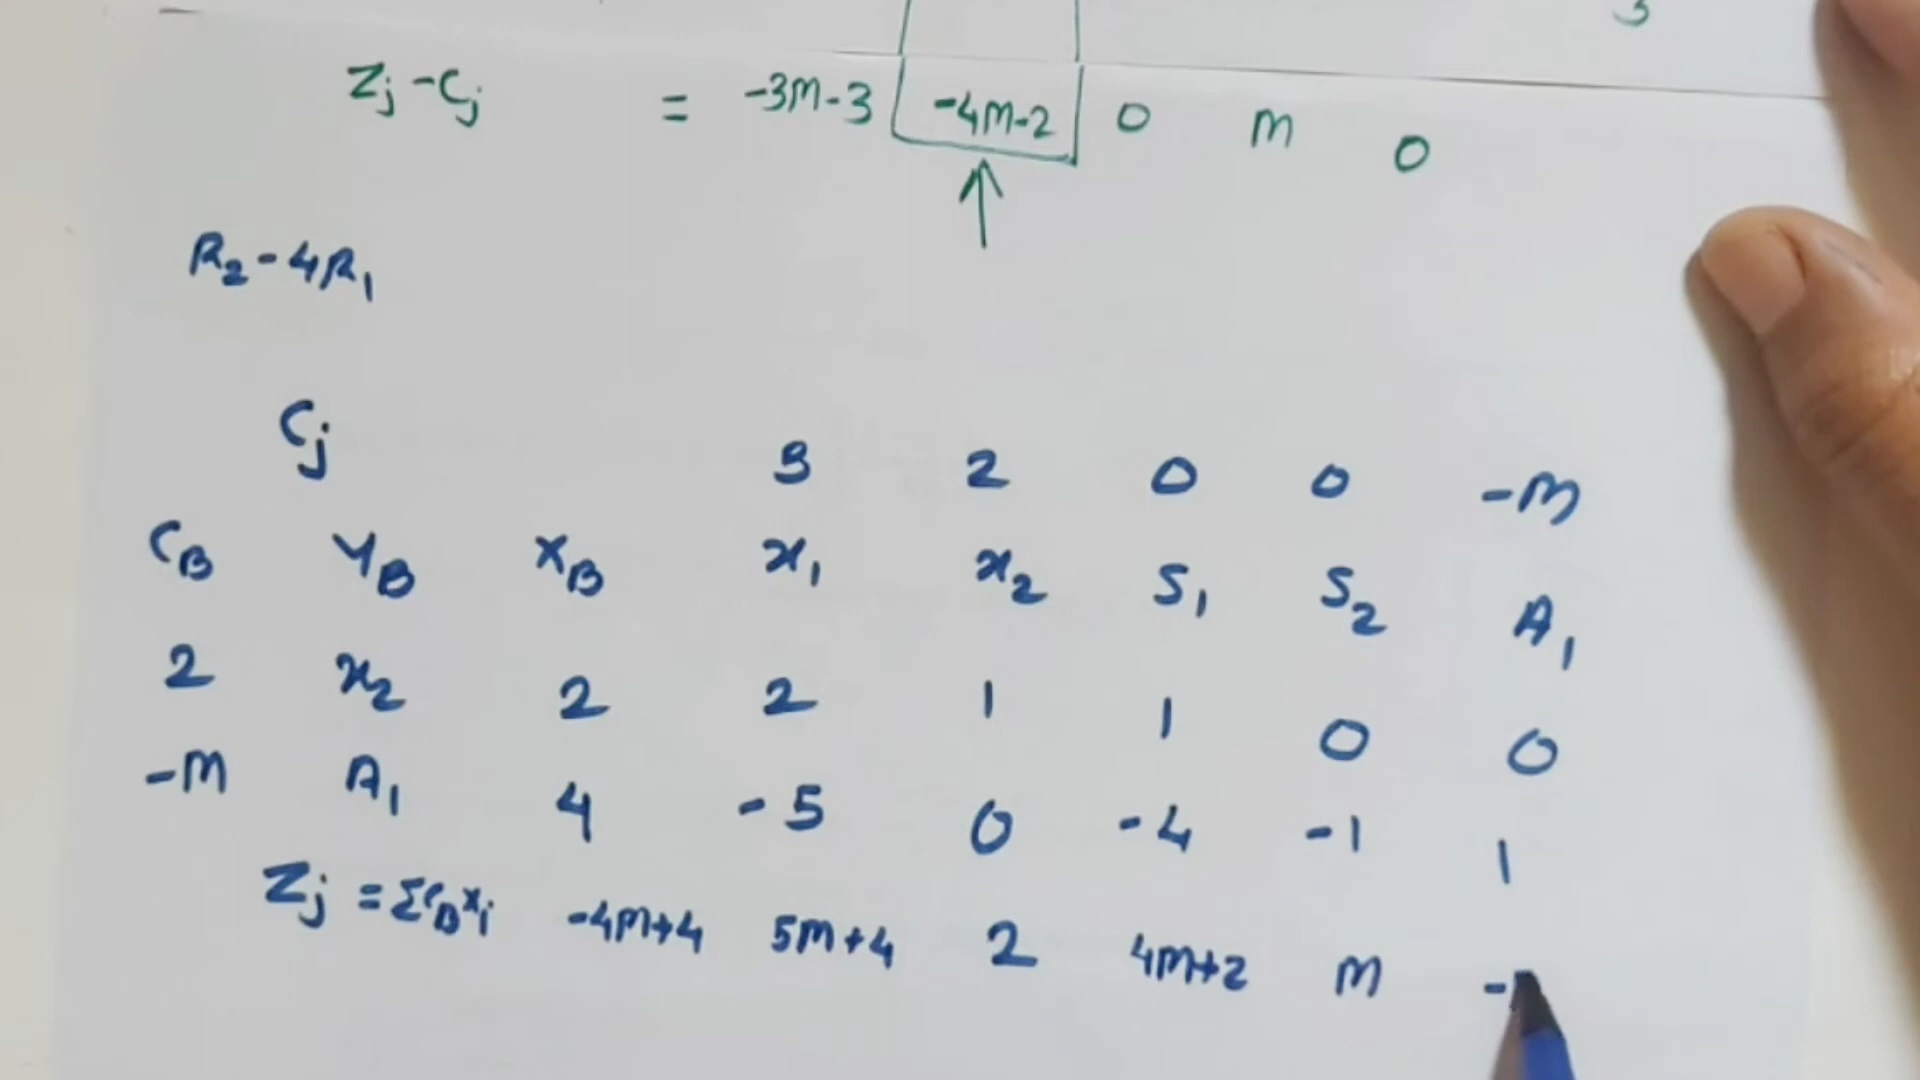 Zj - Cj = -3M-3 -4M-2 0 M 0
R2 - 4R1
Cj 3 2 0 0 -M
CB YB XB x1 x2 S1 S2 A1
2 x2 2 2 1 1 0 0
-M A1 4 -5 0 -4 -1 1
Zj = ΣCBxj -4M+4 5M+4 2 4M+2 M -